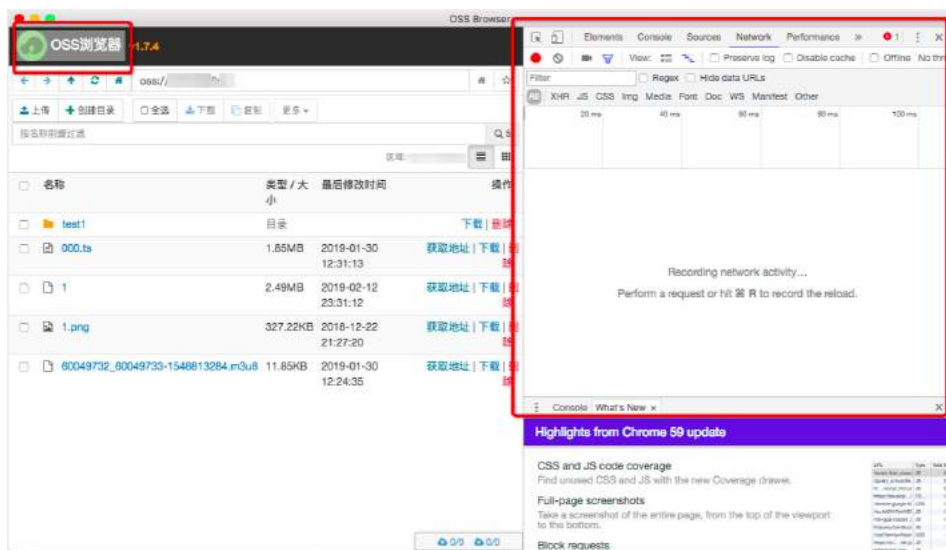 OSS Browser
OSS浏览器 v1.7.4
oss://
上传 创建目录 全选 下载 复制 更多
按名称前缀过滤
区域:
名称 类型 / 大小 最后修改时间 操作
test1 目录 下载 | 删除
000.ts 1.85MB 2019-01-30 12:31:13 获取地址 | 下载 | 删除
1 2.49MB 2019-02-12 23:31:12 获取地址 | 下载 | 删除
1.png 327.22KB 2018-12-22 21:27:20 获取地址 | 下载 | 删除
60049732_60049733-1548813284.m3u8 11.85KB 2019-01-30 12:24:35 获取地址 | 下载 | 删除
0/0 0/0
Elements Console Sources Network Performance » 1
View: Preserve log Disable cache Offline No thr
Filter Regex Hide data URLs
All XHR JS CSS Img Media Font Doc WS Manifest Other
20 ms 40 ms 60 ms 80 ms 100 ms
Recording network activity...
Perform a request or hit ⌘ R to record the reload.
Console What's New ×
Highlights from Chrome 59 update
CSS and JS code coverage
Find unused CSS and JS with the new Coverage drawer.
Full-page screenshots
Take a screenshot of the entire page, from the top of the viewport
to the bottom.
Block requests